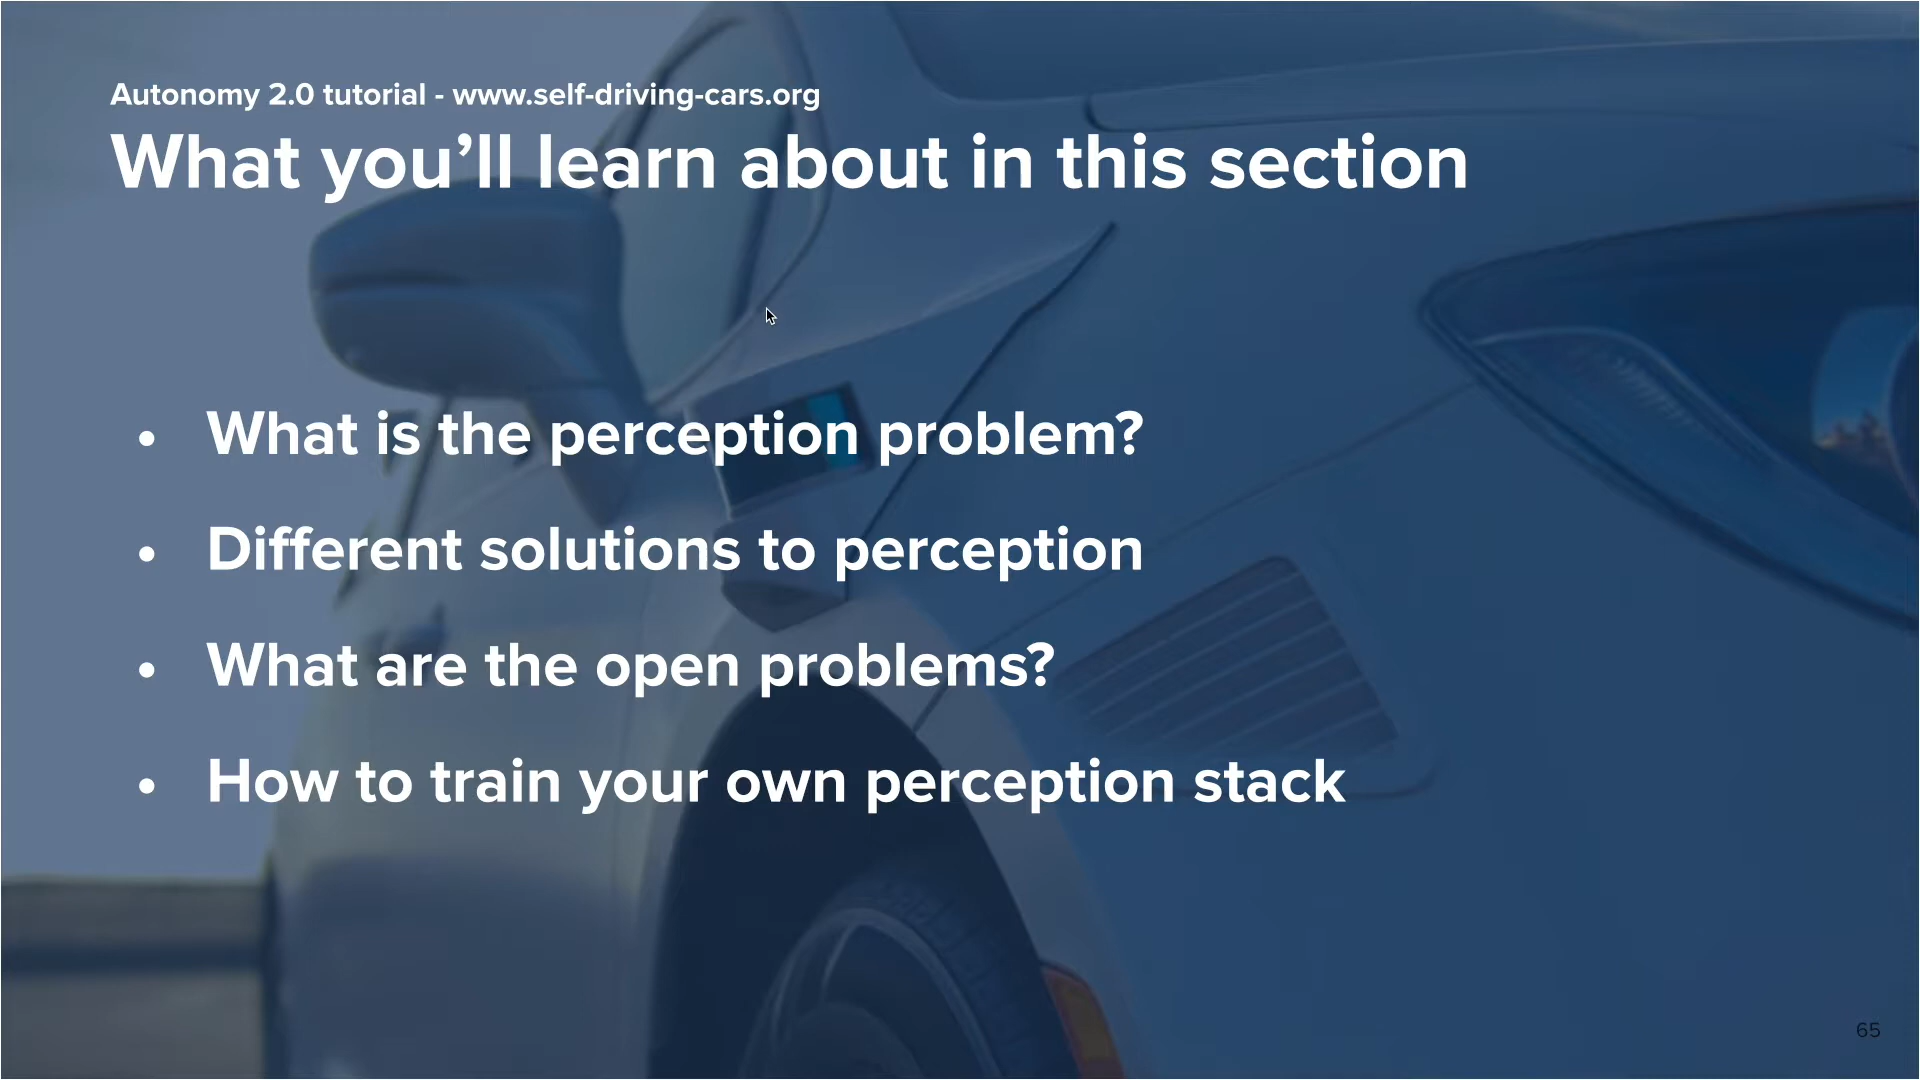 Autonomy 2.0 tutorial - www.self-driving-cars.org
What you’ll learn about in this section
• What is the perception problem?
• Different solutions to perception
• What are the open problems?
• How to train your own perception stack
65